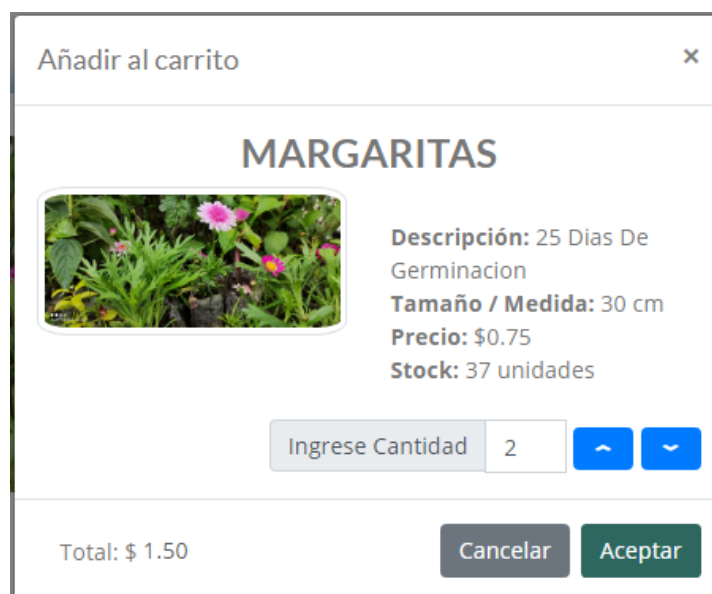 Añadir al carrito ×
MARGARITAS
Descripción: 25 Dias De
Germinacion
Tamaño / Medida: 30 cm
Precio: $0.75
Stock: 37 unidades
Ingrese Cantidad 2
Total: $ 1.50 Cancelar Aceptar